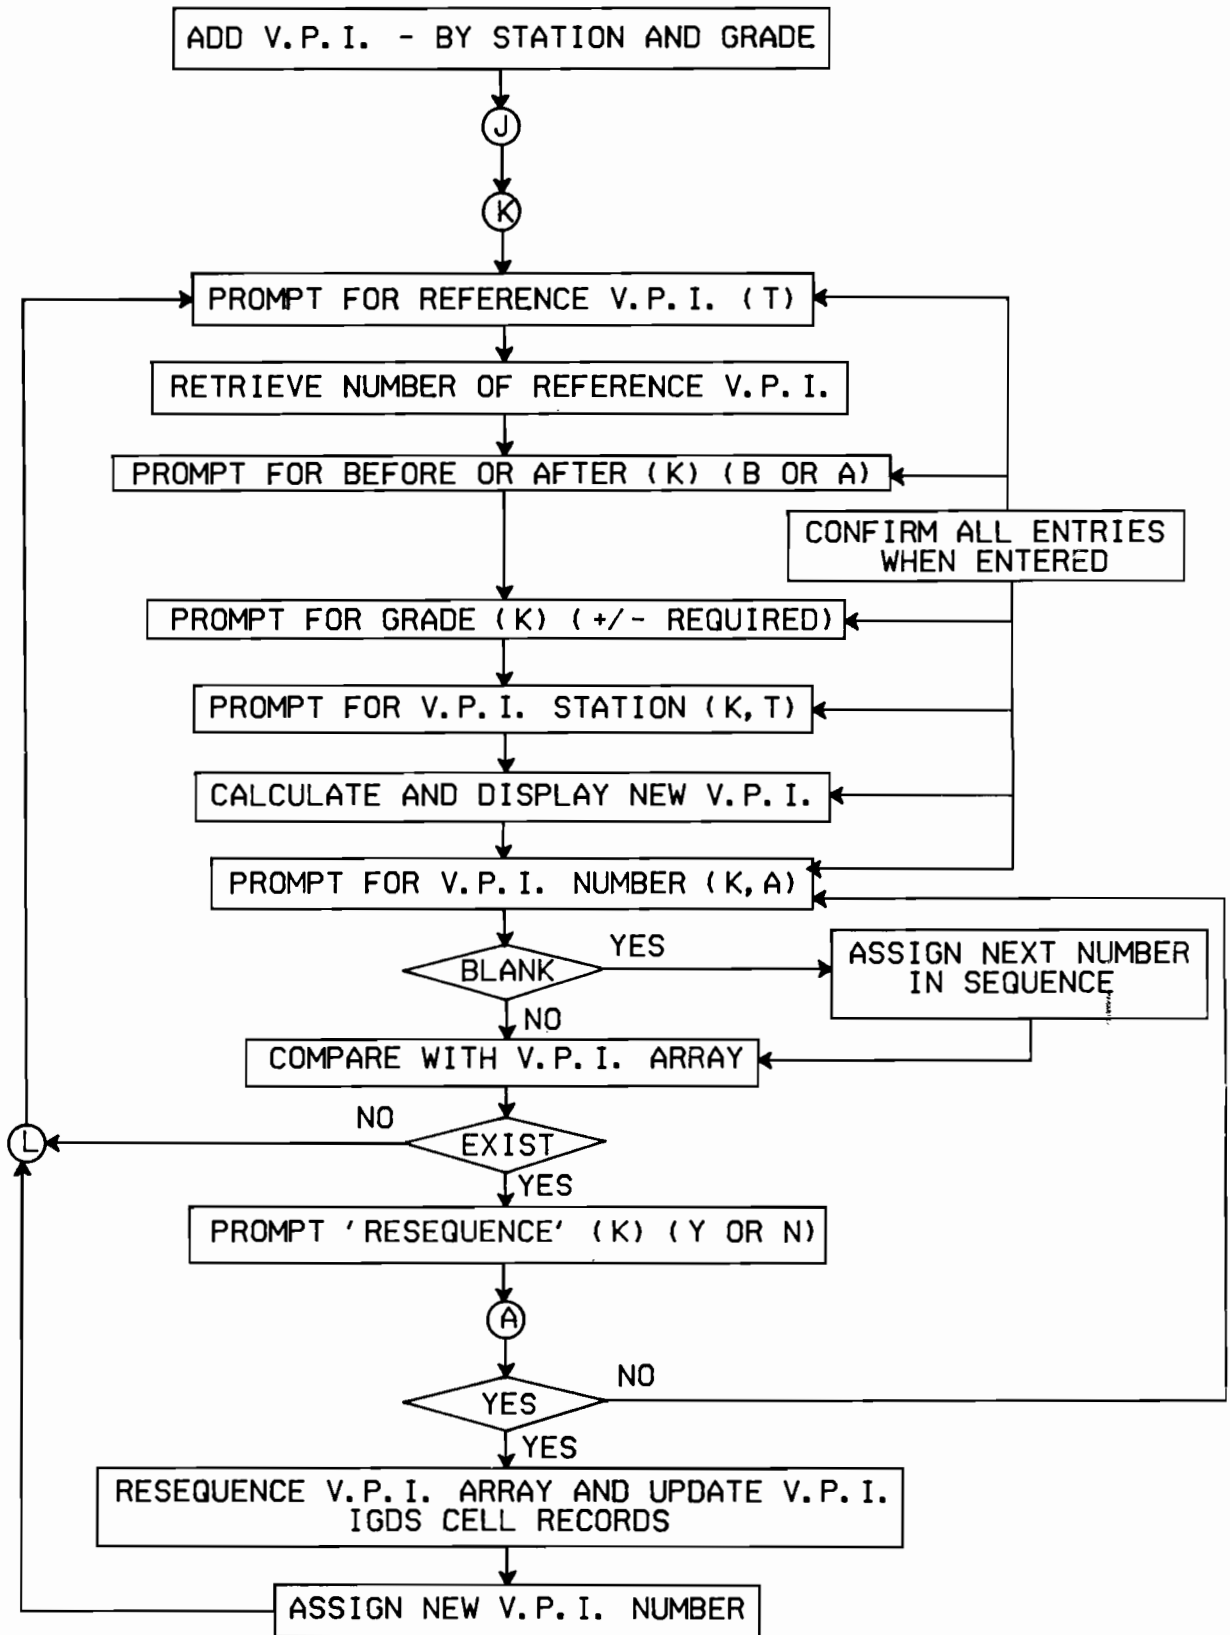 ADD V.P.I. - BY STATION AND GRADE
J
K
PROMPT FOR REFERENCE V.P.I. (T)
RETRIEVE NUMBER OF REFERENCE V.P.I.
PROMPT FOR BEFORE OR AFTER (K) (B OR A)
CONFIRM ALL ENTRIES
WHEN ENTERED
PROMPT FOR GRADE (K) (+/- REQUIRED)
PROMPT FOR V.P.I. STATION (K,T)
CALCULATE AND DISPLAY NEW V.P.I.
PROMPT FOR V.P.I. NUMBER (K,A)
BLANK
YES
ASSIGN NEXT NUMBER
IN SEQUENCE
NO
COMPARE WITH V.P.I. ARRAY
NO
L
EXIST
YES
PROMPT 'RESEQUENCE' (K) (Y OR N)
A
NO
YES
YES
RESEQUENCE V.P.I. ARRAY AND UPDATE V.P.I.
IGDS CELL RECORDS
ASSIGN NEW V.P.I. NUMBER